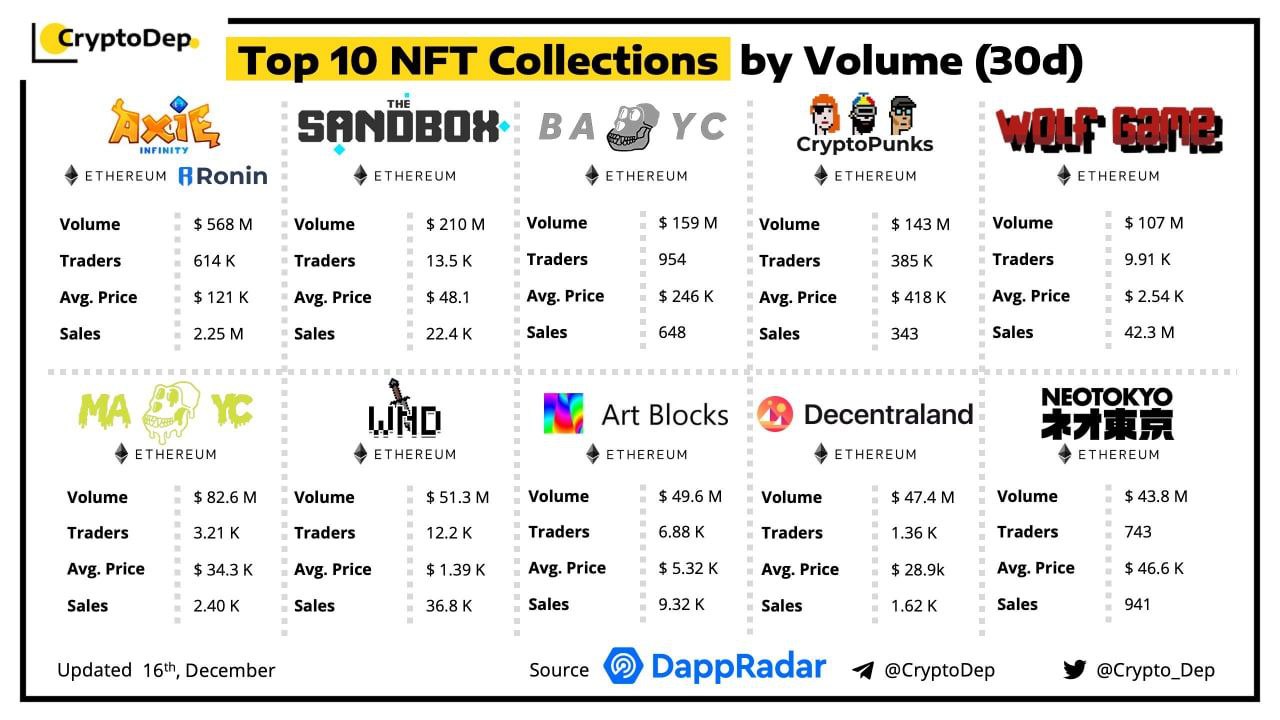 CryptoDep
Top 10 NFT Collections by Volume (30d)
AXIE
INFINITY
ETHEREUM Ronin
Volume $ 568 M
Traders 614 K
Avg. Price $ 121 K
Sales 2.25 M
THE
SANDBOX
ETHEREUM
Volume $ 210 M
Traders 13.5 K
Avg. Price $ 48.1
Sales 22.4 K
BA YC
ETHEREUM
Volume $ 159 M
Traders 954
Avg. Price $ 246 K
Sales 648
CryptoPunks
ETHEREUM
Volume $ 143 M
Traders 385 K
Avg. Price $ 418 K
Sales 343
WOLF GAME
ETHEREUM
Volume $ 107 M
Traders 9.91 K
Avg. Price $ 2.54 K
Sales 42.3 M
MA YC
ETHEREUM
Volume $ 82.6 M
Traders 3.21 K
Avg. Price $ 34.3 K
Sales 2.40 K
WND
ETHEREUM
Volume $ 51.3 M
Traders 12.2 K
Avg. Price $ 1.39 K
Sales 36.8 K
Art Blocks
ETHEREUM
Volume $ 49.6 M
Traders 6.88 K
Avg. Price $ 5.32 K
Sales 9.32 K
Decentraland
ETHEREUM
Volume $ 47.4 M
Traders 1.36 K
Avg. Price $ 28.9k
Sales 1.62 K
NEOTOKYO
ネオ東京
ETHEREUM
Volume $ 43.8 M
Traders 743
Avg. Price $ 46.6 K
Sales 941
Updated 16th, December
Source DappRadar
@CryptoDep
@Crypto_Dep